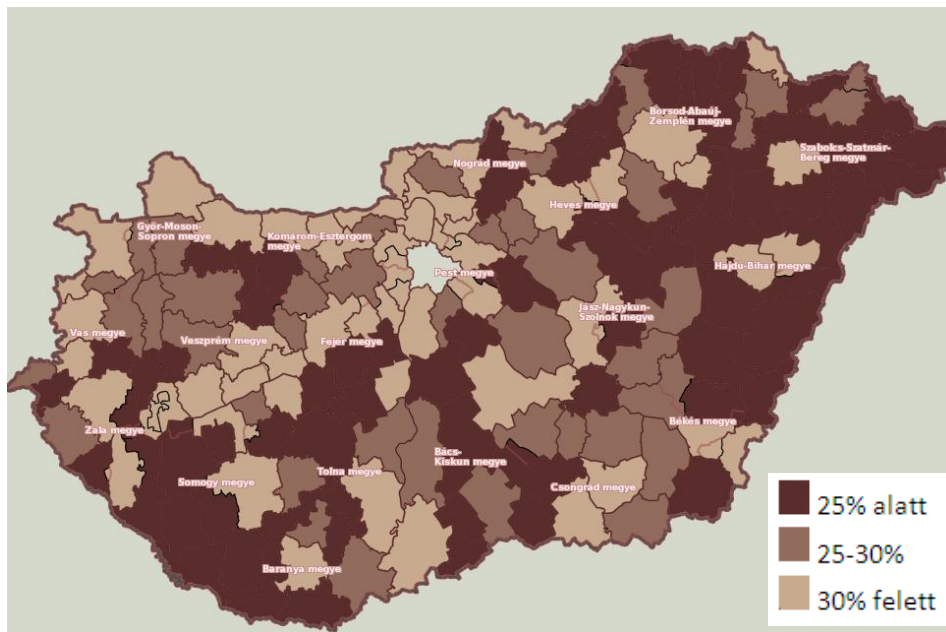 Borsod-Abaúj-
Zemplén megye
Szabolcs-Szatmár-
Bereg megye
Nográd megye
Heves megye
Győr-Moson-
Sopron megye
Komárom-Esztergom
megye
Pest megye
Hajdu-Bihar megye
Jász-Nagykun-
Szolnok megye
Vas megye
Veszprém megye
Fejér megye
Zala megye
Békés megye
Bács-
Kiskun megye
Somogy megye
Tolna megye
Csongrád megye
Baranya megye
25% alatt
25-30%
30% felett